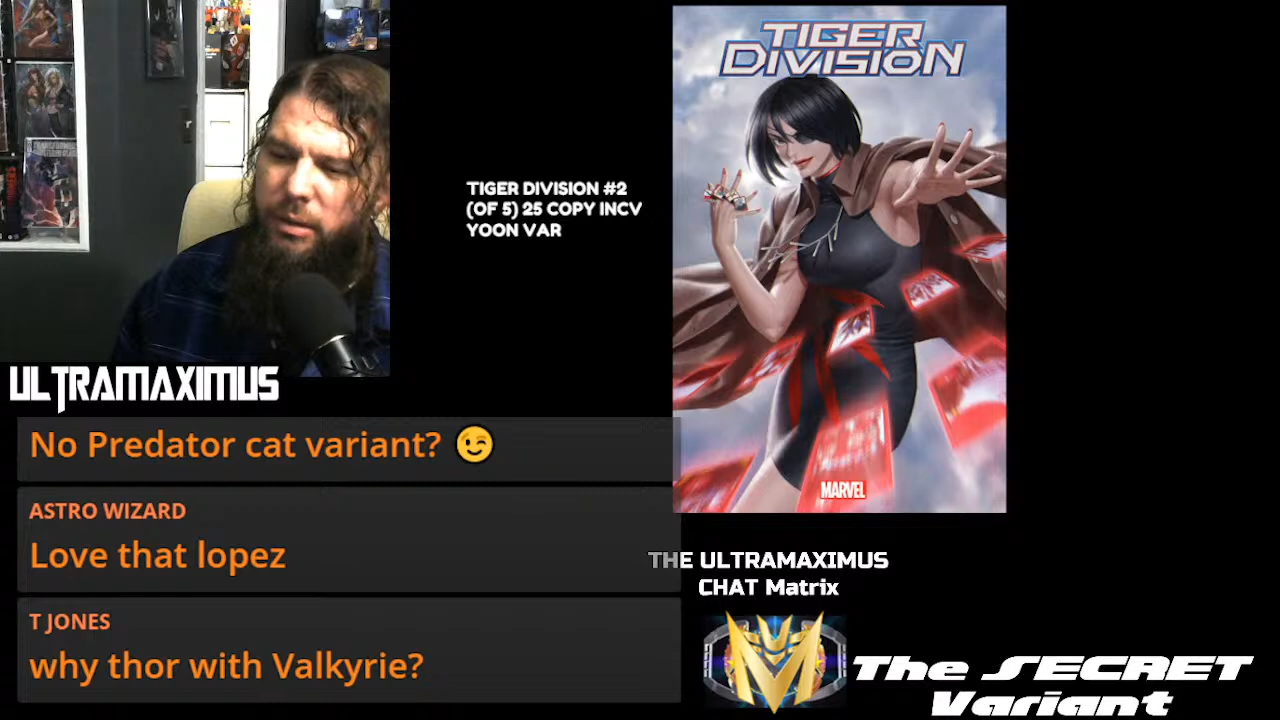 TIGER
DIVISION
TIGER DIVISION #2
(OF 5) 25 COPY INCV
YOON VAR
MARVEL
ULTRAMAXIMUS
No Predator cat variant? 😉
ASTRO WIZARD
Love that lopez
T JONES
why thor with Valkyrie?
THE ULTRAMAXIMUS
CHAT Matrix
The SECRET
Variant